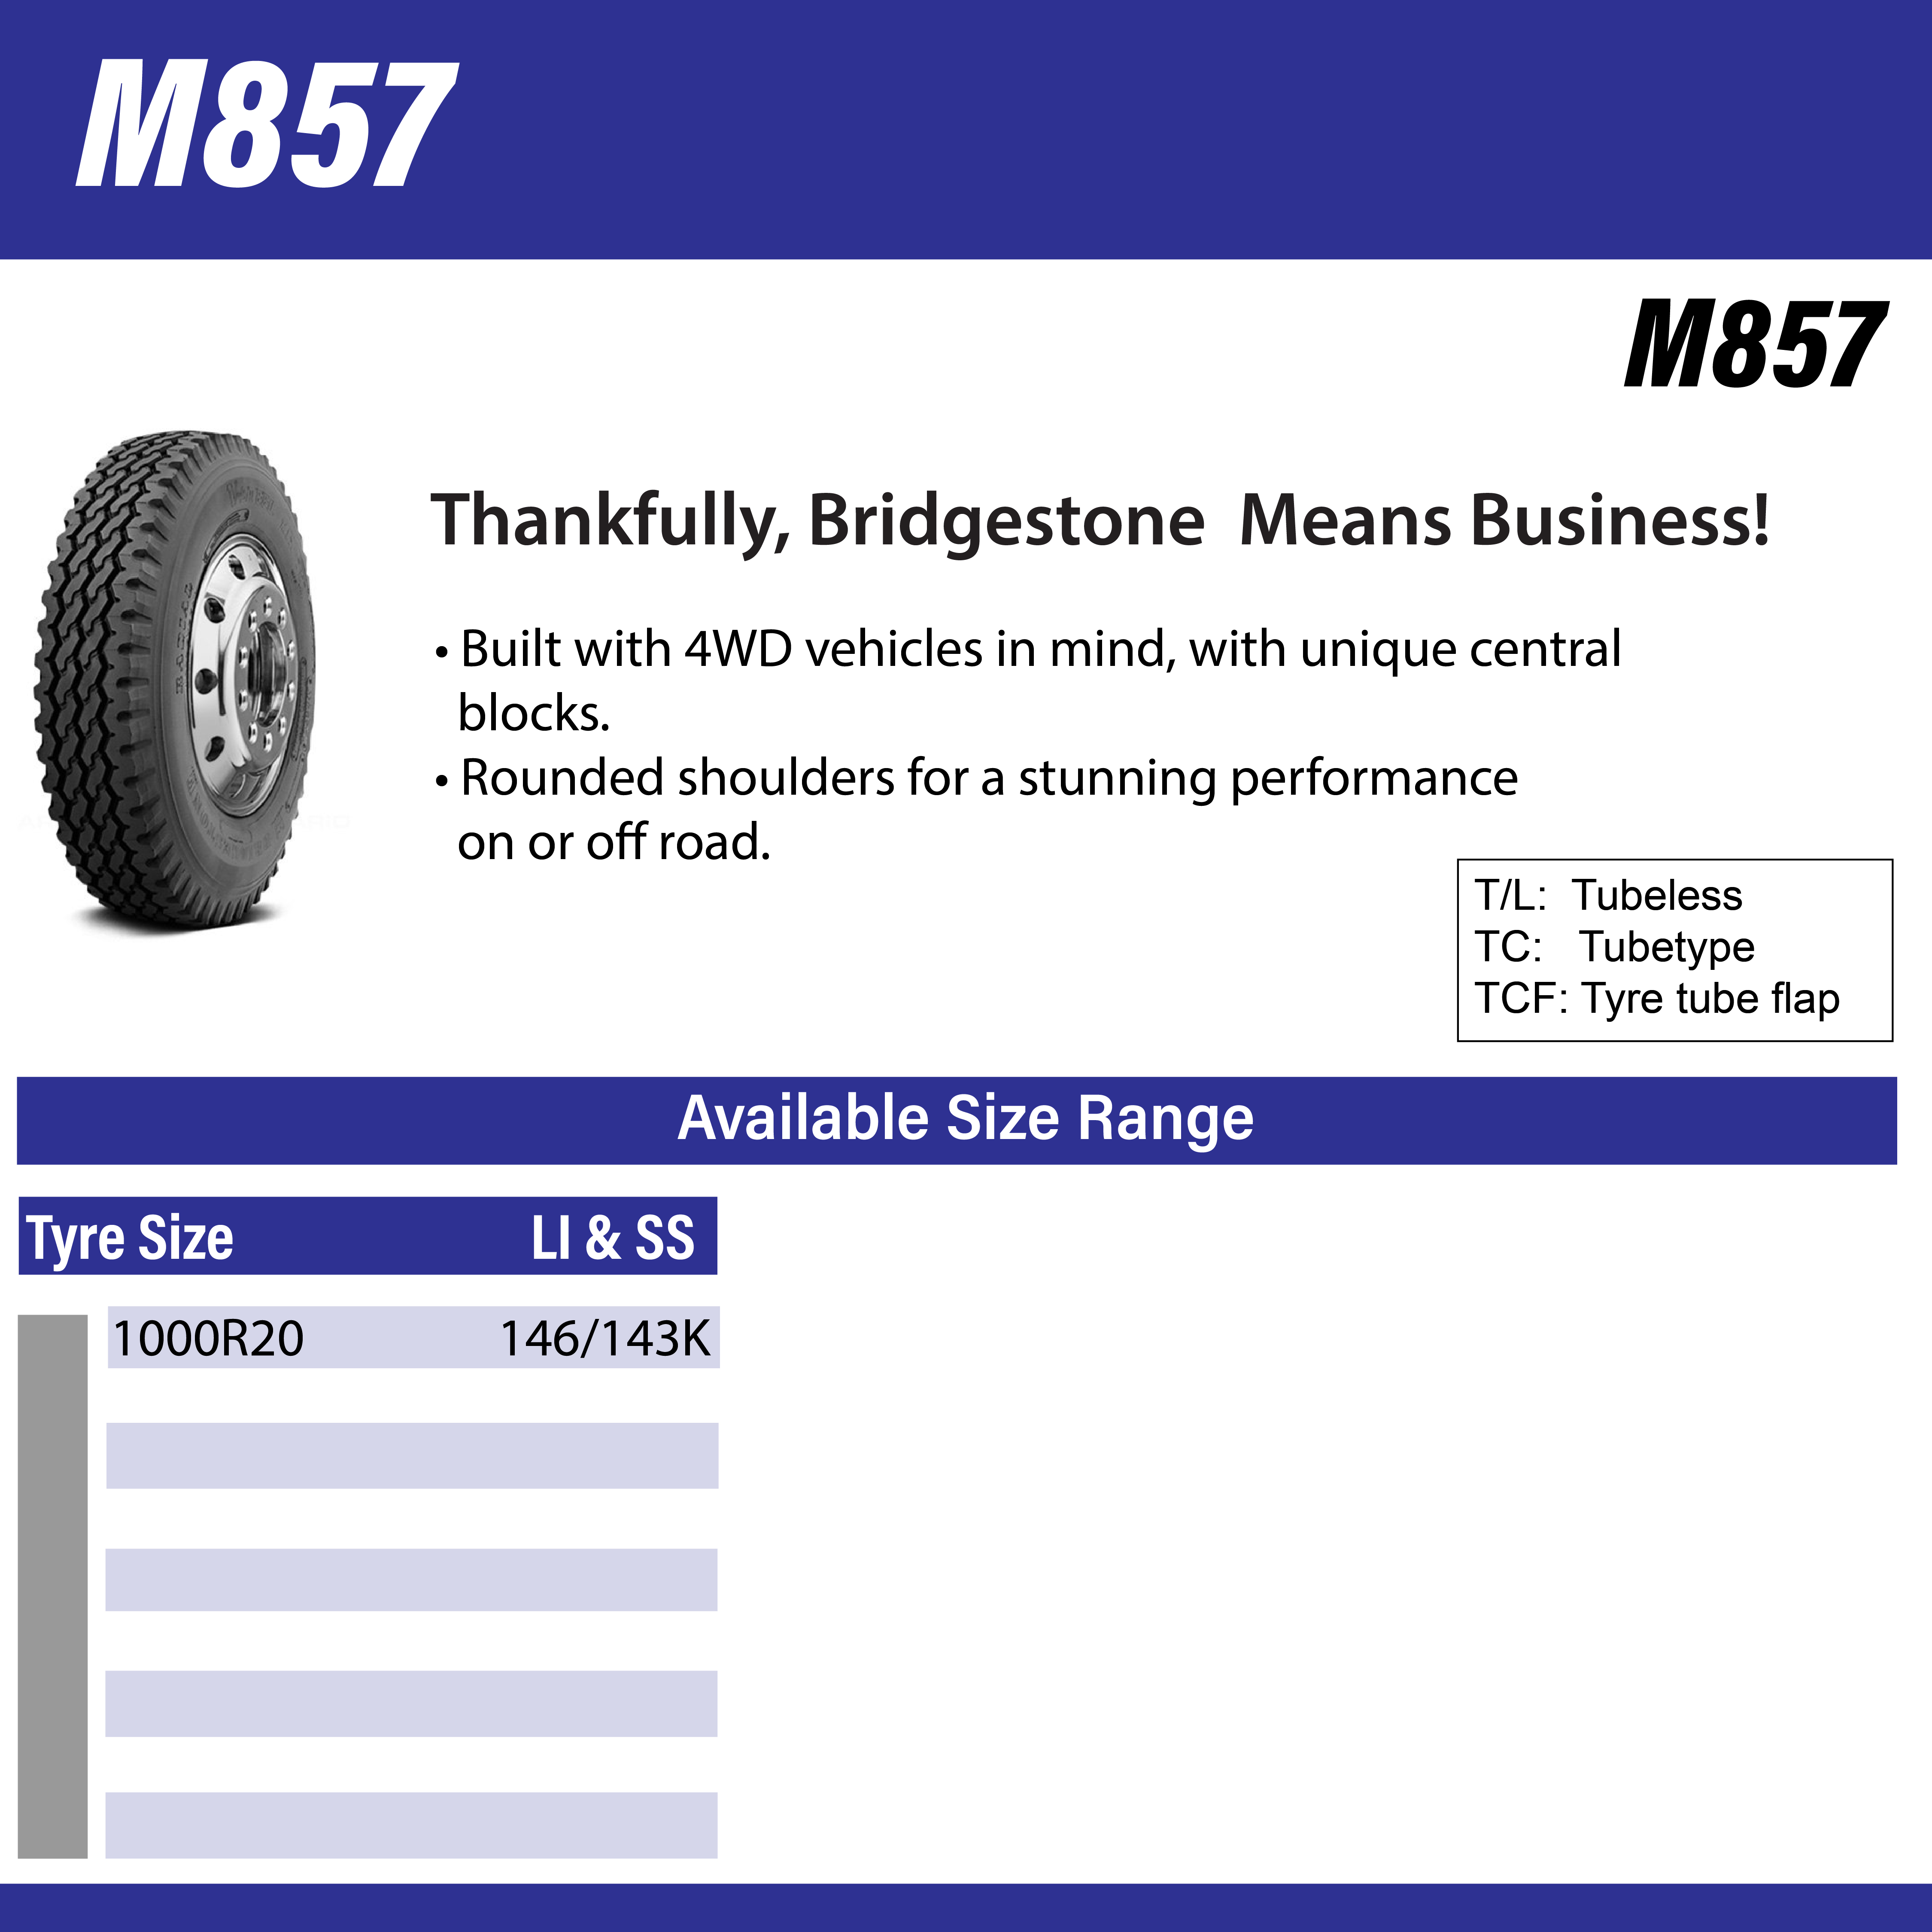 M857
M857
Thankfully, Bridgestone  Means Business!
• Built with 4WD vehicles in mind, with unique central
blocks.
• Rounded shoulders for a stunning performance
on or off road.
T/L: Tubeless
TC: Tubetype
TCF: Tyre tube flap
Available Size Range
Tyre Size LI & SS
1000R20 146/143K